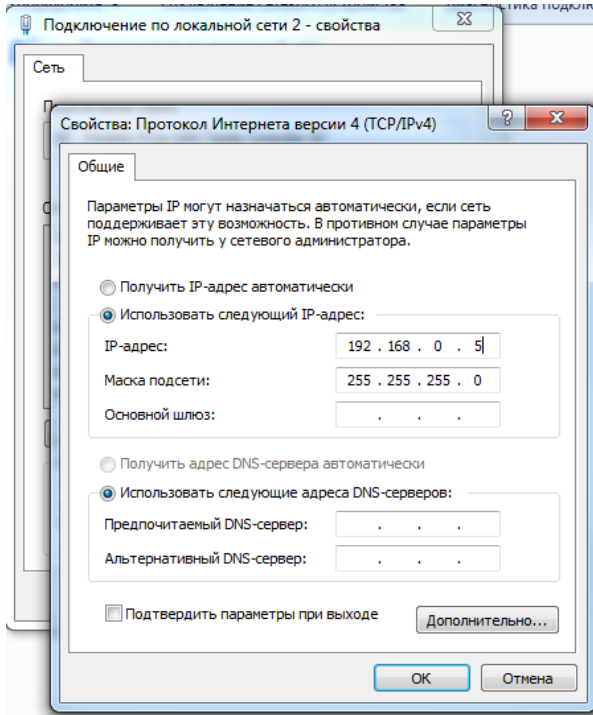 Подключение по локальной сети 2 - свойства
Сеть
Свойства: Протокол Интернета версии 4 (TCP/IPv4)
Общие
Параметры IP могут назначаться автоматически, если сеть
поддерживает эту возможность. В противном случае параметры
IP можно получить у сетевого администратора.
Получить IP-адрес автоматически
Использовать следующий IP-адрес:
IP-адрес: 192 . 168 . 0 . 5
Маска подсети: 255 . 255 . 255 . 0
Основной шлюз: . . .
Получить адрес DNS-сервера автоматически
Использовать следующие адреса DNS-серверов:
Предпочитаемый DNS-сервер: . . .
Альтернативный DNS-сервер: . . .
Подтвердить параметры при выходе
Дополнительно...
ОК Отмена